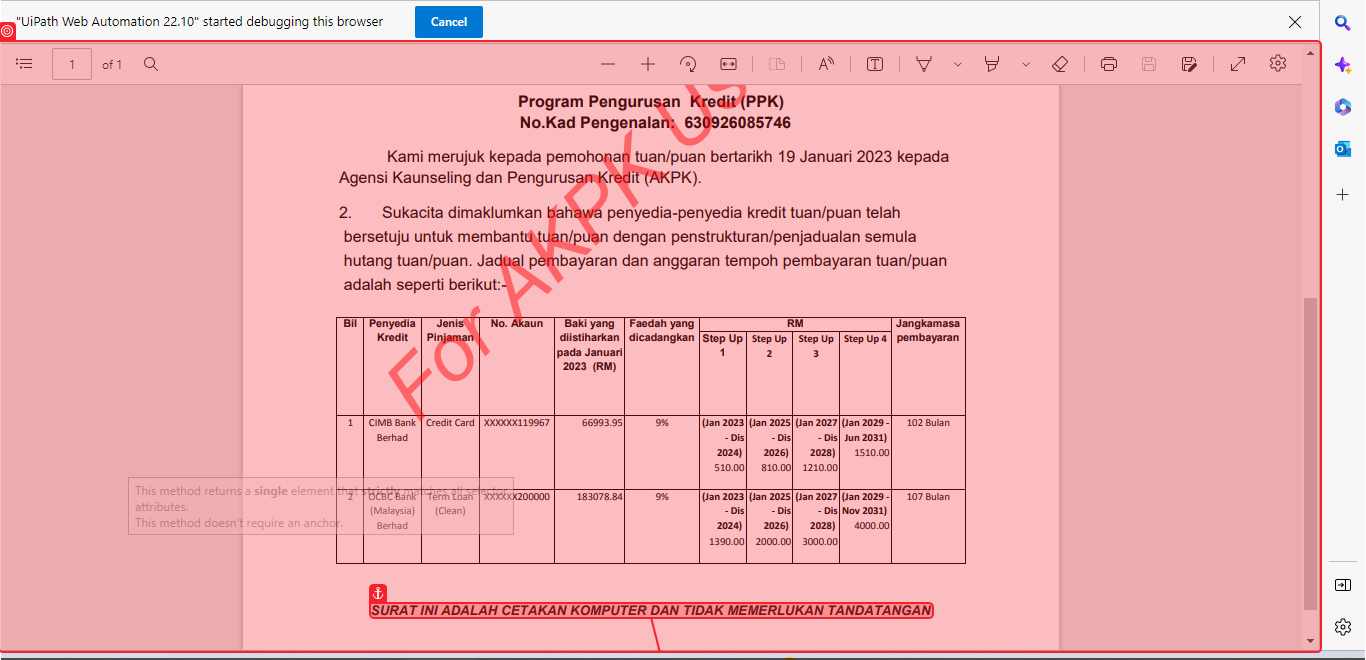 "UiPath Web Automation 22.10" started debugging this browser
Cancel
1 of 1
Program Pengurusan Kredit (PPK)
No.Kad Pengenalan: 630926085746
Kami merujuk kepada pemohonan tuan/puan bertarikh 19 Januari 2023 kepada
Agensi Kaunseling dan Pengurusan Kredit (AKPK).
2. Sukacita dimaklumkan bahawa penyedia-penyedia kredit tuan/puan telah
bersetuju untuk membantu tuan/puan dengan penstrukturan/penjadualan semula
hutang tuan/puan. Jadual pembayaran dan anggaran tempoh pembayaran tuan/puan
adalah seperti berikut:-
For AKPK Us
Bil Penyedia Jenis No. Akaun Baki yang Faedah yang RM Jangkamasa
Kredit Pinjaman diistiharkan dicadangkan Step Up Step Up Step Up Step Up 4 pembayaran
pada Januari 1 2 3
2023 (RM)
1 CIMB Bank Credit Card XXXXXX119967 66993.95 9% (Jan 2023 (Jan 2025 (Jan 2027 (Jan 2029 - 102 Bulan
Berhad - Dis - Dis - Dis Jun 2031)
2024) 2026) 2028) 1510.00
510.00 810.00 1210.00
2 OCBC Bank Term Loan XXXXXX200000 183078.84 9% (Jan 2023 (Jan 2025 (Jan 2027 (Jan 2029 - 107 Bulan
(Malaysia) (Clean) - Dis - Dis - Dis Nov 2031)
Berhad 2024) 2026) 2028) 4000.00
1390.00 2000.00 3000.00
This method returns a single element that strictly matches all selector
attributes.
This method doesn't require an anchor.
SURAT INI ADALAH CETAKAN KOMPUTER DAN TIDAK MEMERLUKAN TANDATANGAN